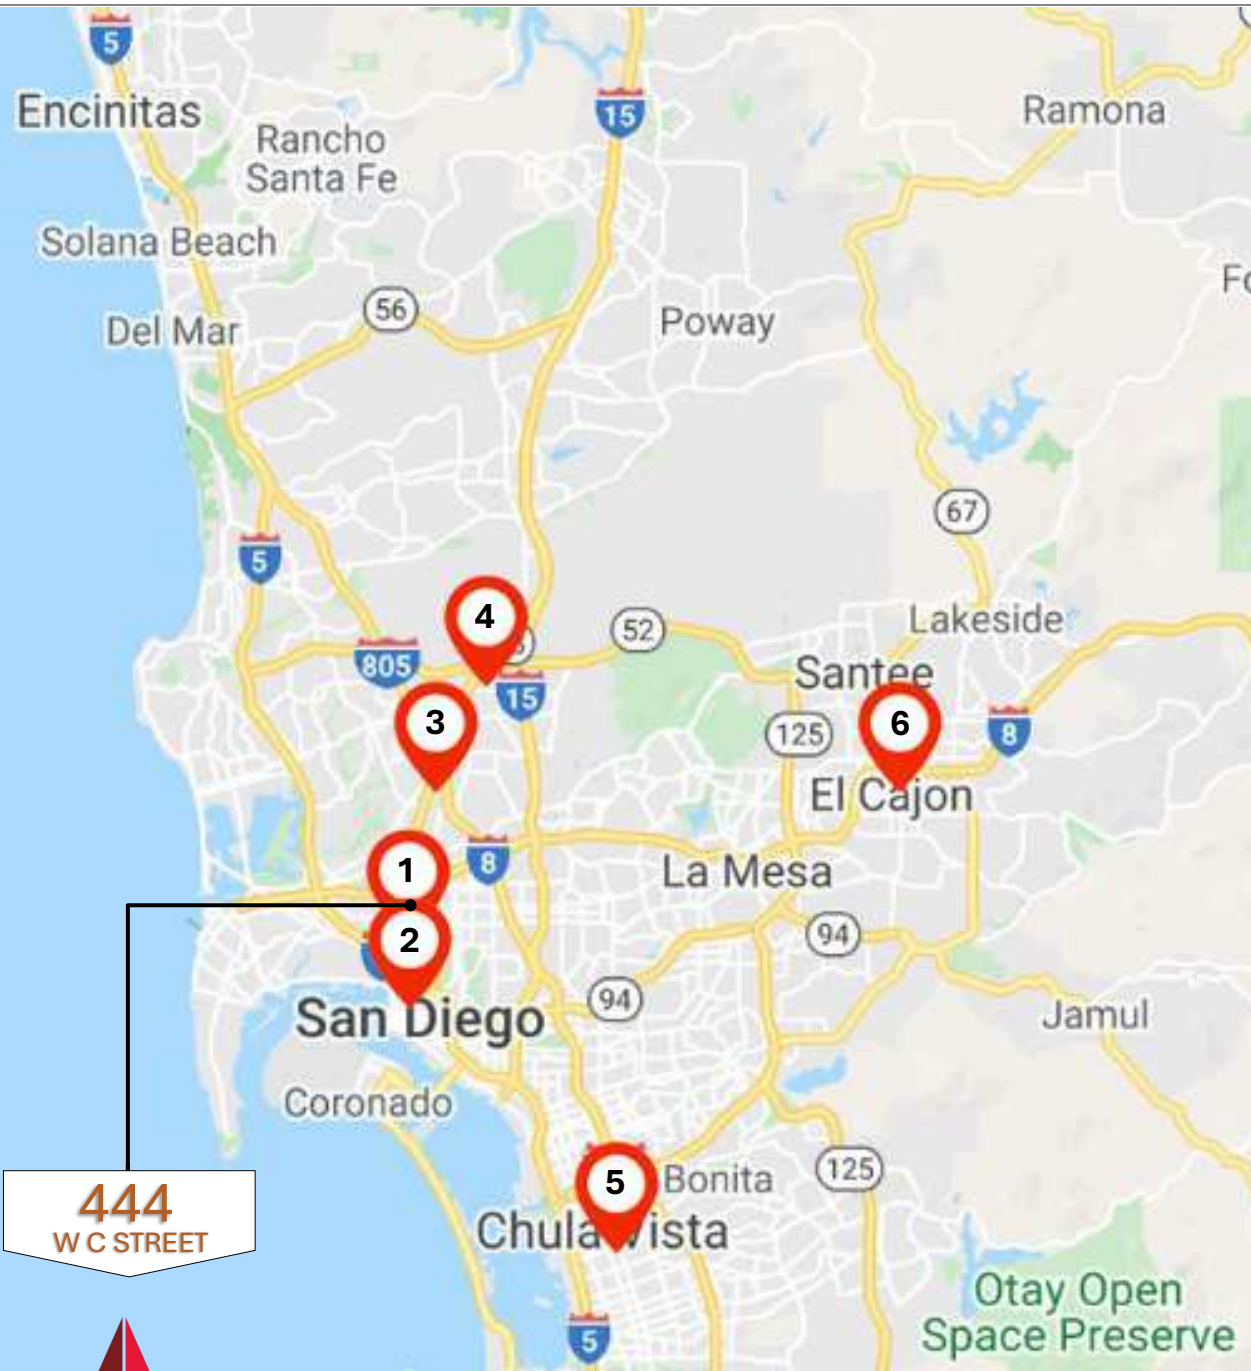 5
15
Encinitas
Rancho
Santa Fe
Ramona
Solana Beach
56
Del Mar
Poway
67
5
4
52
Lakeside
805
Santee
15
3
125
6
8
El Cajon
1
8
La Mesa
2
94
94
San Diego
Jamul
Coronado
5
Bonita
125
444
W C STREET
Chula Vista
Otay Open
Space Preserve
5